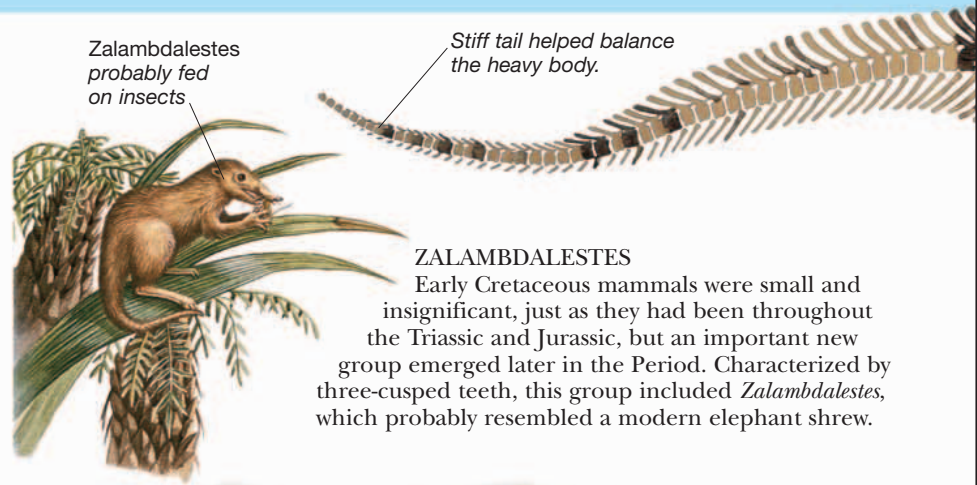 Zalambdalestes
probably fed
on insects
Stiff tail helped balance
the heavy body.
ZALAMBDALESTES
Early Cretaceous mammals were small and
insignificant, just as they had been throughout
the Triassic and Jurassic, but an important new
group emerged later in the Period. Characterized by
three-cusped teeth, this group included Zalambdalestes,
which probably resembled a modern elephant shrew.